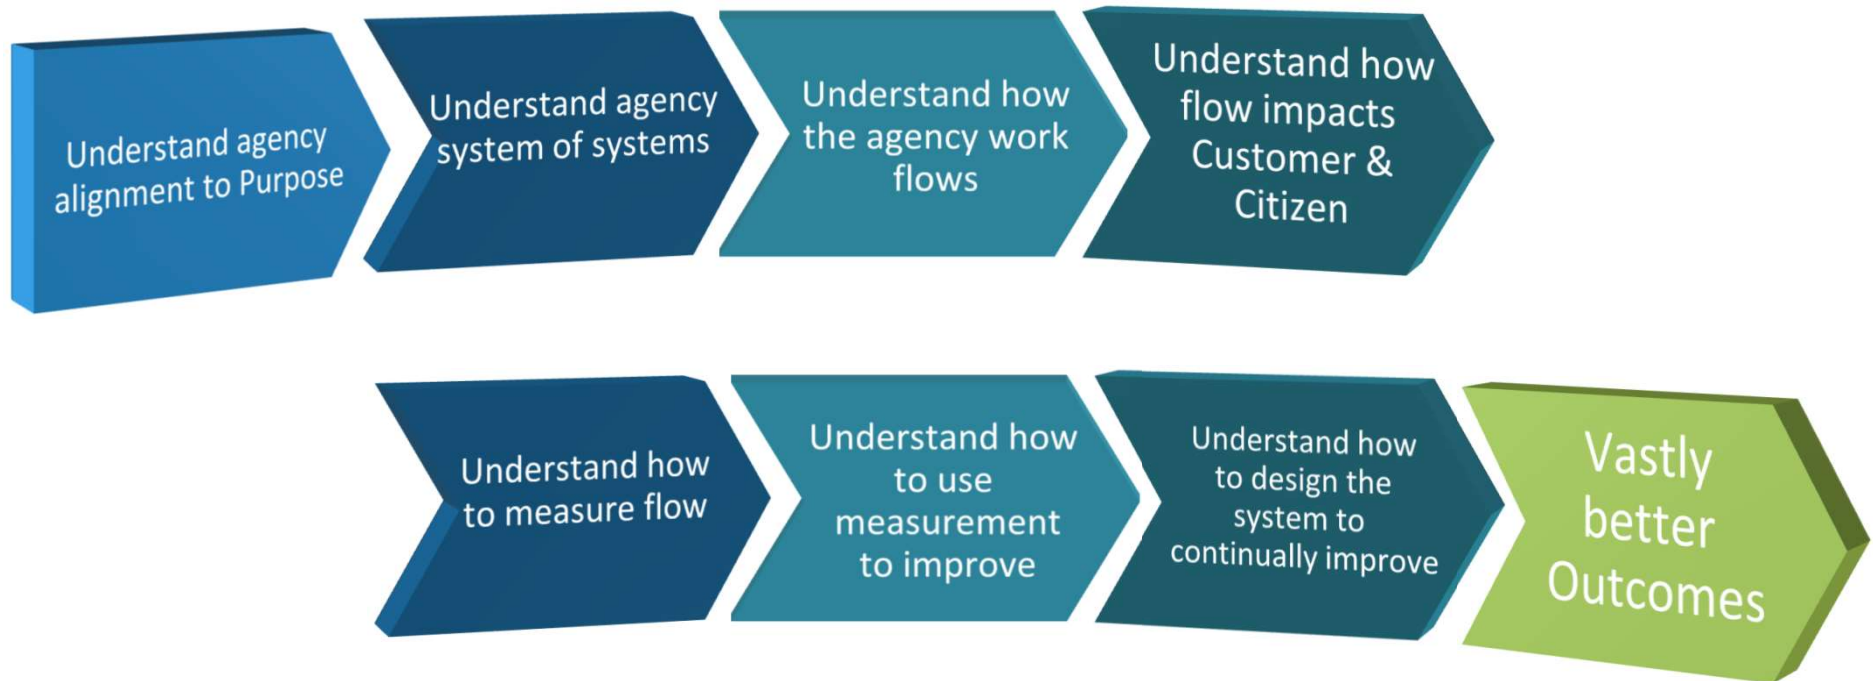 Understand agency
alignment to Purpose
Understand agency
system of systems
Understand how
the agency work
flows
Understand how
flow impacts
Customer &
Citizen
Understand how
to measure flow
Understand how
to use
measurement
to improve
Understand how
to design the
system to
continually improve
Vastly
better
Outcomes